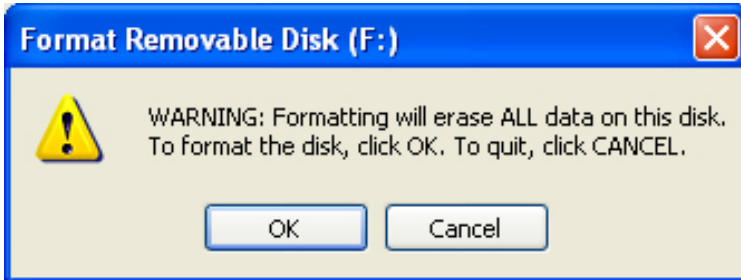 Format Removable Disk (F:)
WARNING: Formatting will erase ALL data on this disk.
To format the disk, click OK. To quit, click CANCEL.
OK
Cancel